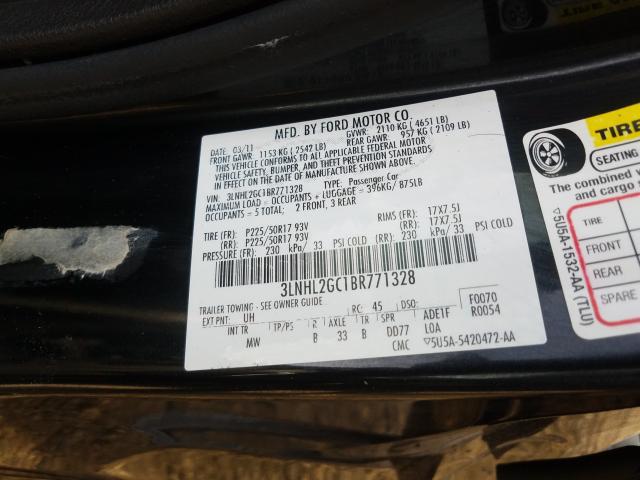 MFD. BY FORD MOTOR CO.
DATE: 03/11 GVWR: 2110 KG ( 4651 LB)
FRONT GAWR: 1153 KG ( 2542 LB) REAR GAWR: 957 KG ( 2109 LB)
THIS VEHICLE CONFORMS TO ALL APPLICABLE FEDERAL MOTOR
VEHICLE SAFETY, BUMPER, AND THEFT PREVENTION STANDARDS
IN EFFECT ON THE DATE OF MANUFACTURE SHOWN ABOVE.
VIN: 3LNHL2GC1BR771328 TYPE: Passenger Car
MAXIMUM LOAD = OCCUPANTS + LUGGAGE = 396KG / 875LB
OCCUPANTS = 5 TOTAL; 2 FRONT, 3 REAR
TIRE (FR): P225/50R17 93V RIMS (FR): 17X7.5J
(RR): P225/50R17 93V (RR): 17X7.5J
PRESSURE (FR): 230 kPa/ 33 PSI COLD (RR): 230 kPa/ 33 PSI COLD
3LNHL2GC1BR771328
TRAILER TOWING - SEE OWNER GUIDE.
EXT PNT: UH RC: 45 DSO: F0070
INT TR TP/PS R AXLE TR SPR ADE1F R0054
MW B 33 B DD77 LOA
CMC ▽5U5A-5420472-AA
TIRE
SEATING
The combined
and cargo
TIRE
FRONT
REAR
SPARE
▽5U5A-1532-AA (TLU)